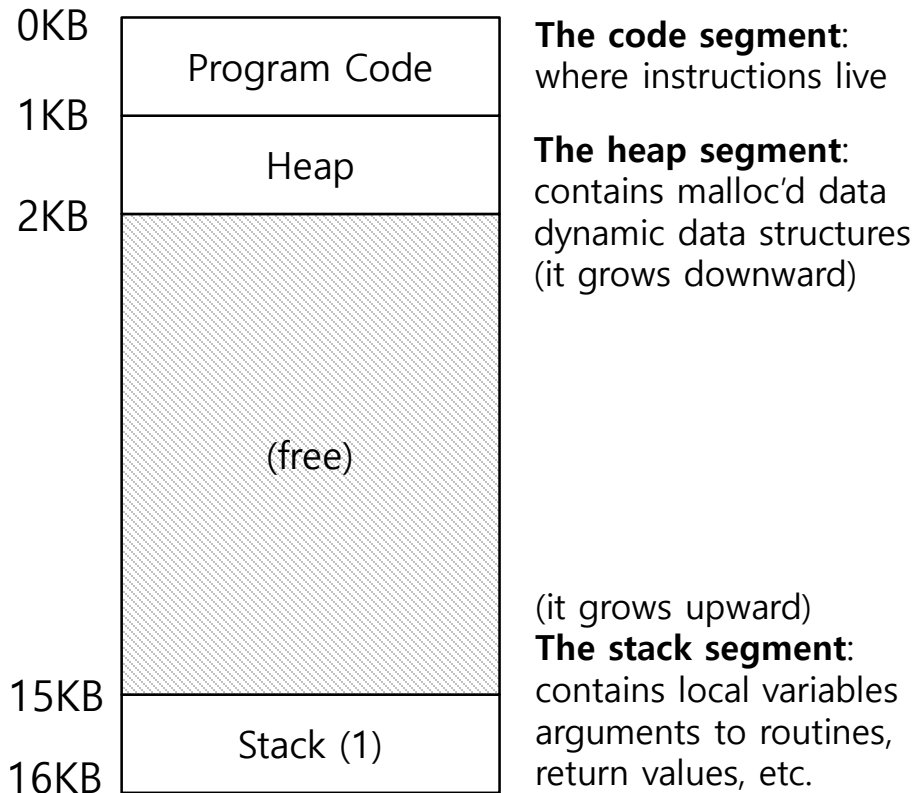 0KB
Program Code
1KB
Heap
2KB
(free)
15KB
Stack (1)
16KB
The code segment:
where instructions live
The heap segment:
contains malloc’d data
dynamic data structures
(it grows downward)
(it grows upward)
The stack segment:
contains local variables
arguments to routines,
return values, etc.